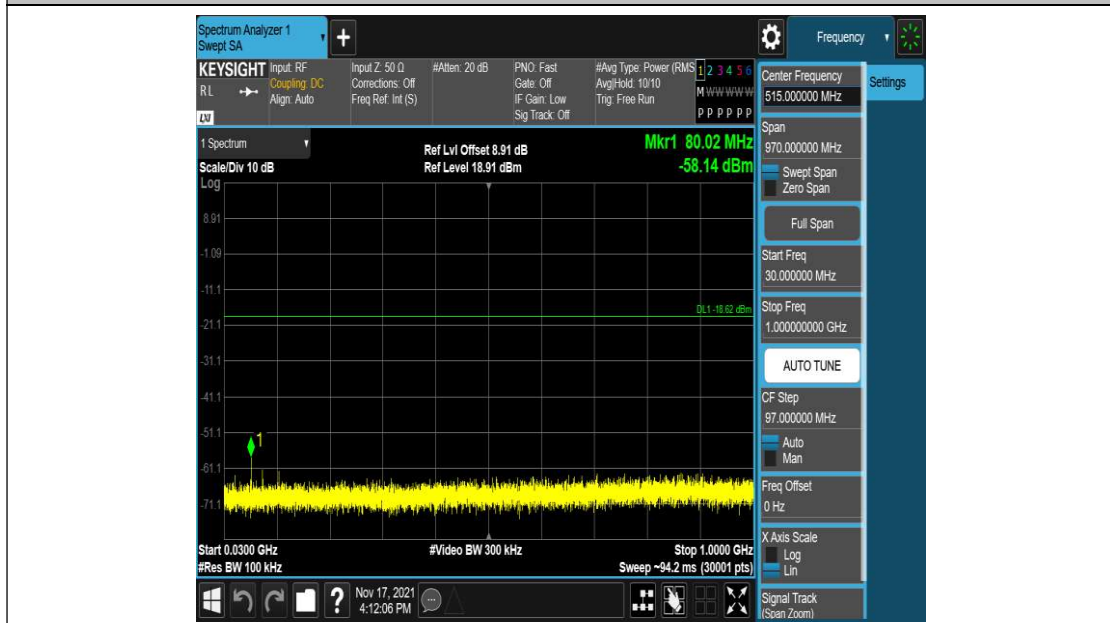 Spectrum Analyzer 1
Swept SA
+
Frequency
KEYSIGHT
RL
LXI
Input: RF
Coupling: DC
Align: Auto
Input Z: 50 Ω
Corrections: Off
Freq Ref: Int (S)
#Atten: 20 dB
PNO: Fast
Gate: Off
IF Gain: Low
Sig Track: Off
#Avg Type: Power (RMS
Avg|Hold: 10/10
Trig: Free Run
1 2 3 4 5 6
M W W W W W
P P P P P P
1 Spectrum
Scale/Div 10 dB
Log
Ref Lvl Offset 8.91 dB
Ref Level 18.91 dBm
Mkr1 80.02 MHz
-58.14 dBm
8.91
-1.09
-11.1
DL1 -18.62 dBm
-21.1
-31.1
-41.1
-51.1
1
-61.1
-71.1
Start 0.0300 GHz
#Res BW 100 kHz
#Video BW 300 kHz
Stop 1.0000 GHz
Sweep ~94.2 ms (30001 pts)
Nov 17, 2021
4:12:06 PM
?
Center Frequency
515.000000 MHz
Settings
Span
970.000000 MHz
Swept Span
Zero Span
Full Span
Start Freq
30.000000 MHz
Stop Freq
1.000000000 GHz
AUTO TUNE
CF Step
97.000000 MHz
Auto
Man
Freq Offset
0 Hz
X Axis Scale
Log
Lin
Signal Track
(Span Zoom)